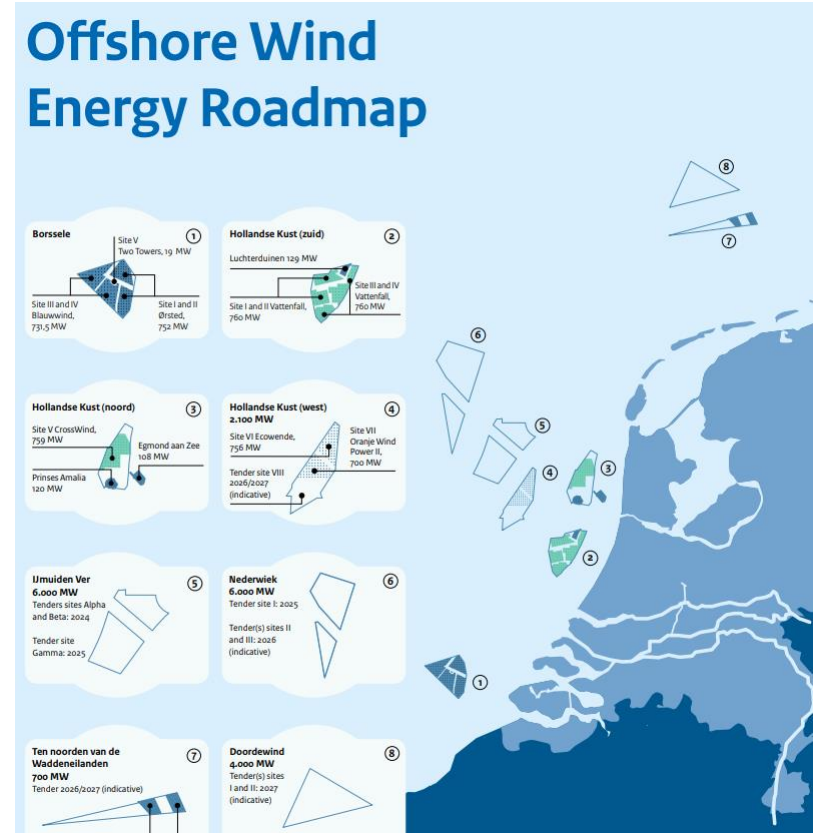 Offshore Wind
Energy Roadmap
Borssele
1
Site V
Two Towers, 19 MW
Site III and IV
Blauwwind,
731,5 MW
Site I and II
Ørsted,
752 MW
Hollandse Kust (zuid)
2
Luchterduinen 129 MW
Site I and II Vattenfall,
760 MW
Site III and IV
Vattenfall,
760 MW
Hollandse Kust (noord)
3
Site V CrossWind,
759 MW
Egmond aan Zee
108 MW
Prinses Amalia
120 MW
Hollandse Kust (west)
2.100 MW
4
Site VI Ecowende,
756 MW
Site VII
Oranje Wind
Power II,
700 MW
Tender site VIII
2026/2027
(indicative)
IJmuiden Ver
6.000 MW
5
Tenders sites Alpha
and Beta: 2024
Tender site
Gamma: 2025
Nederwiek
6.000 MW
6
Tender site I: 2025
Tender(s) sites II
and III: 2026
(indicative)
Ten noorden van de
Waddeneilanden
700 MW
7
Tender 2026/2027 (indicative)
Doordewind
4.000 MW
8
Tender(s) sites
I and II: 2027
(indicative)
8
7
6
5
4
3
2
1